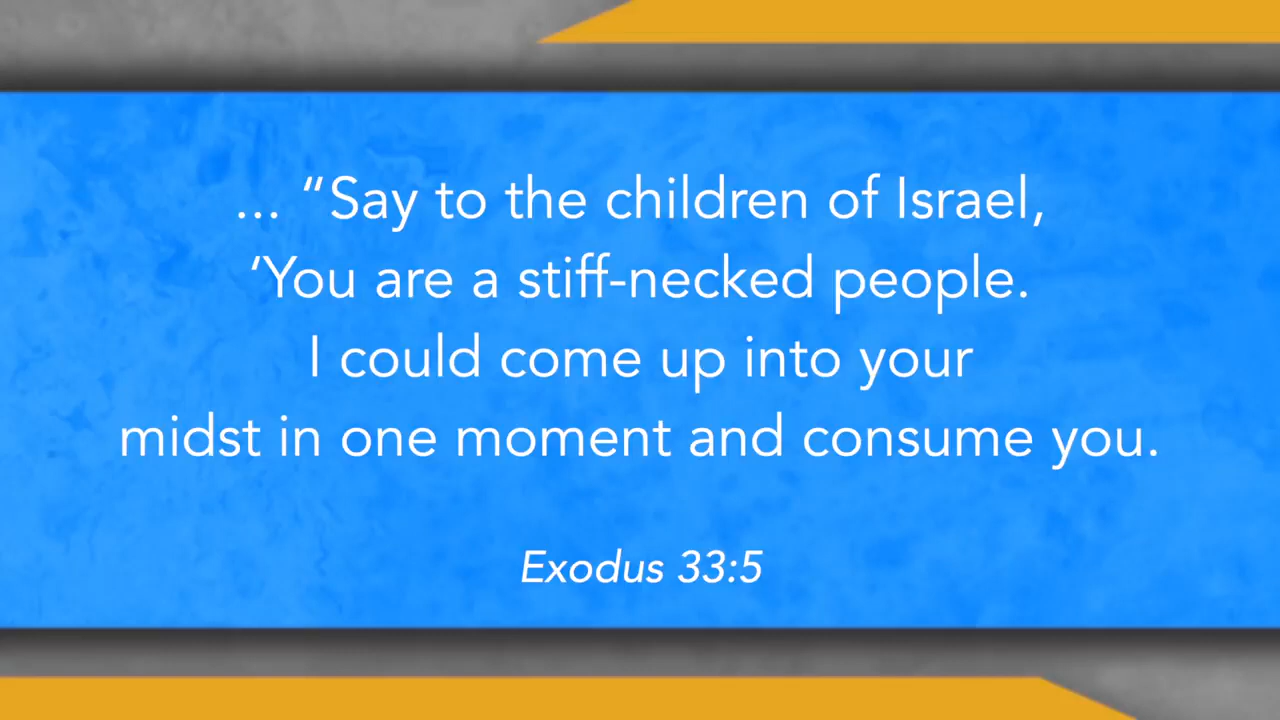 ... “Say to the children of Israel,
‘You are a stiff-necked people.
I could come up into your
midst in one moment and consume you.
Exodus 33:5